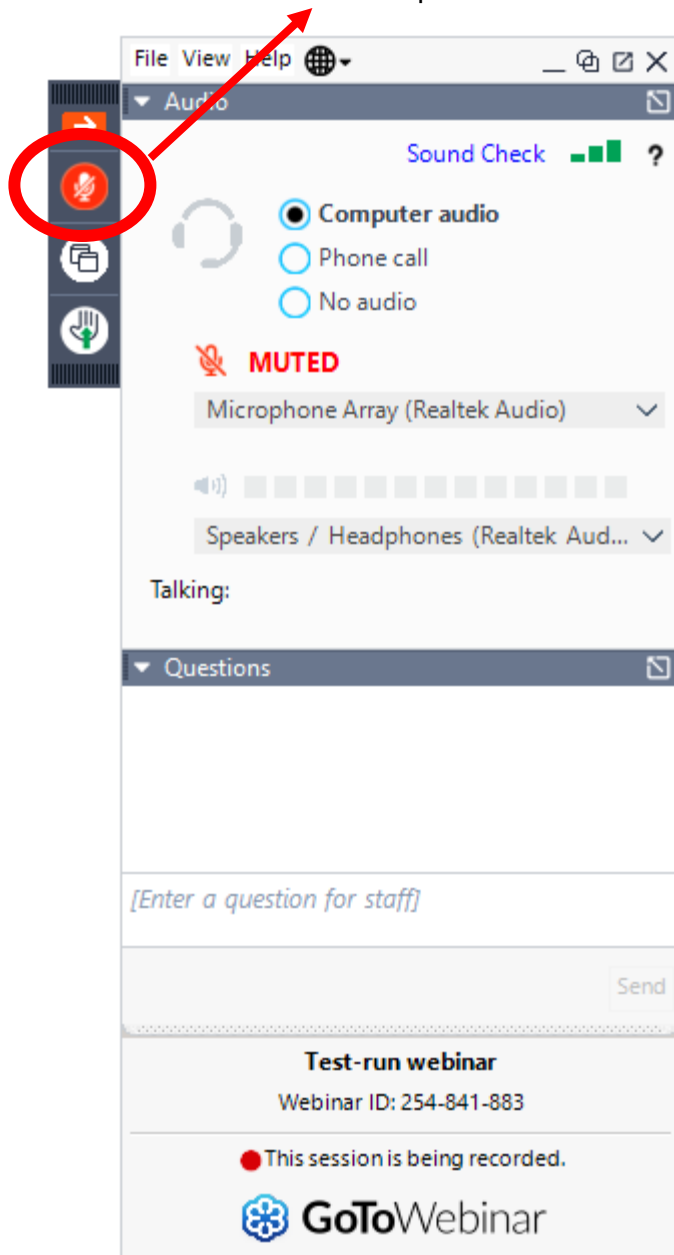 File View Help
Audio
Sound Check ?
Computer audio
Phone call
No audio
MUTED
Microphone Array (Realtek Audio)
Speakers / Headphones (Realtek Aud...
Talking:
Questions
[Enter a question for staff]
Send
Test-run webinar
Webinar ID: 254-841-883
This session is being recorded.
GoToWebinar